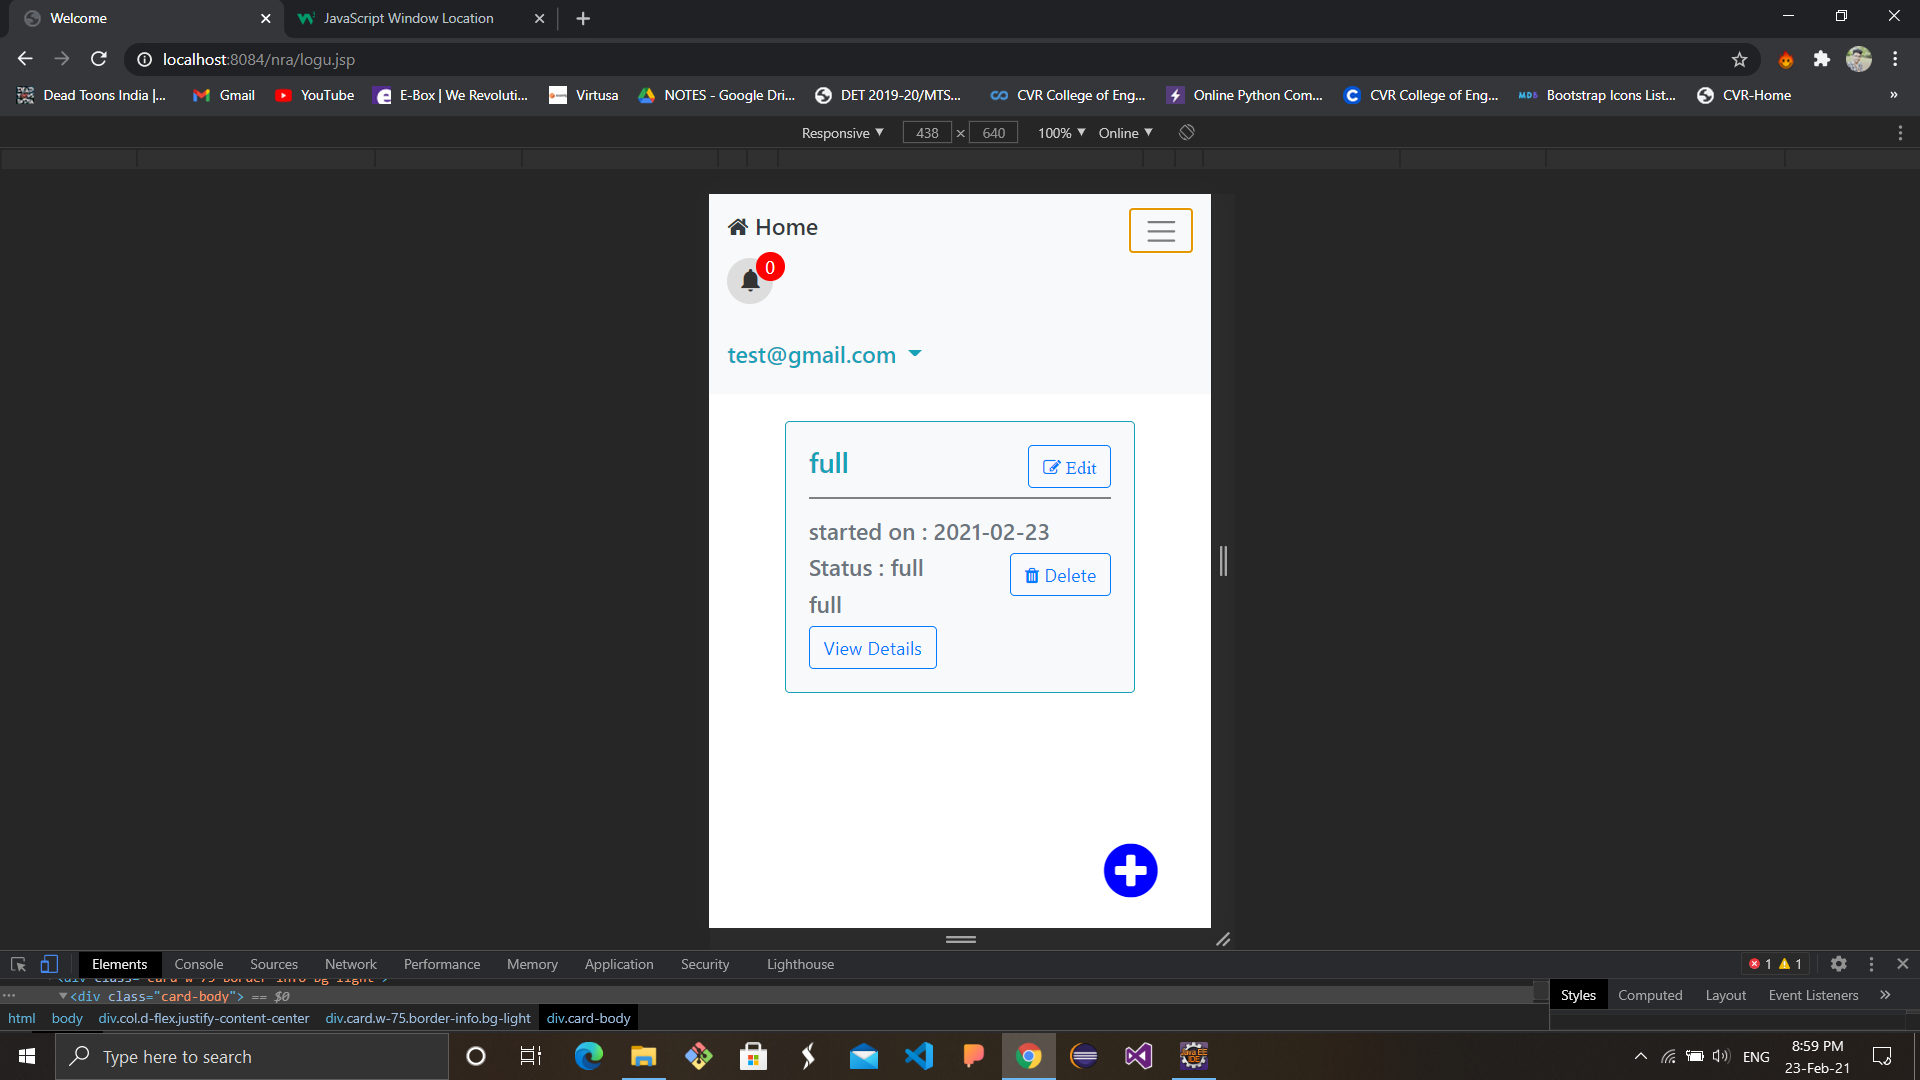 Welcome
JavaScript Window Location
localhost:8084/nra/logu.jsp
Dead Toons India |...
Gmail
YouTube
E-Box | We Revoluti...
Virtusa
NOTES - Google Dri...
DET 2019-20/MTS...
CVR College of Eng...
Online Python Com...
CVR College of Eng...
Bootstrap Icons List...
CVR-Home
»
Responsive ▼ 438 × 640 100% ▼ Online ▼
Home
0
test@gmail.com
full
Edit
started on : 2021-02-23
Status : full
Delete
full
View Details
Elements Console Sources Network Performance Memory Application Security Lighthouse 1 1
<div class="card-body"> == $0
Styles Computed Layout Event Listeners »
html body div.col.d-flex.justify-content-center div.card.w-75.border-info.bg-light div.card-body
Type here to search
ENG
8:59 PM
23-Feb-21